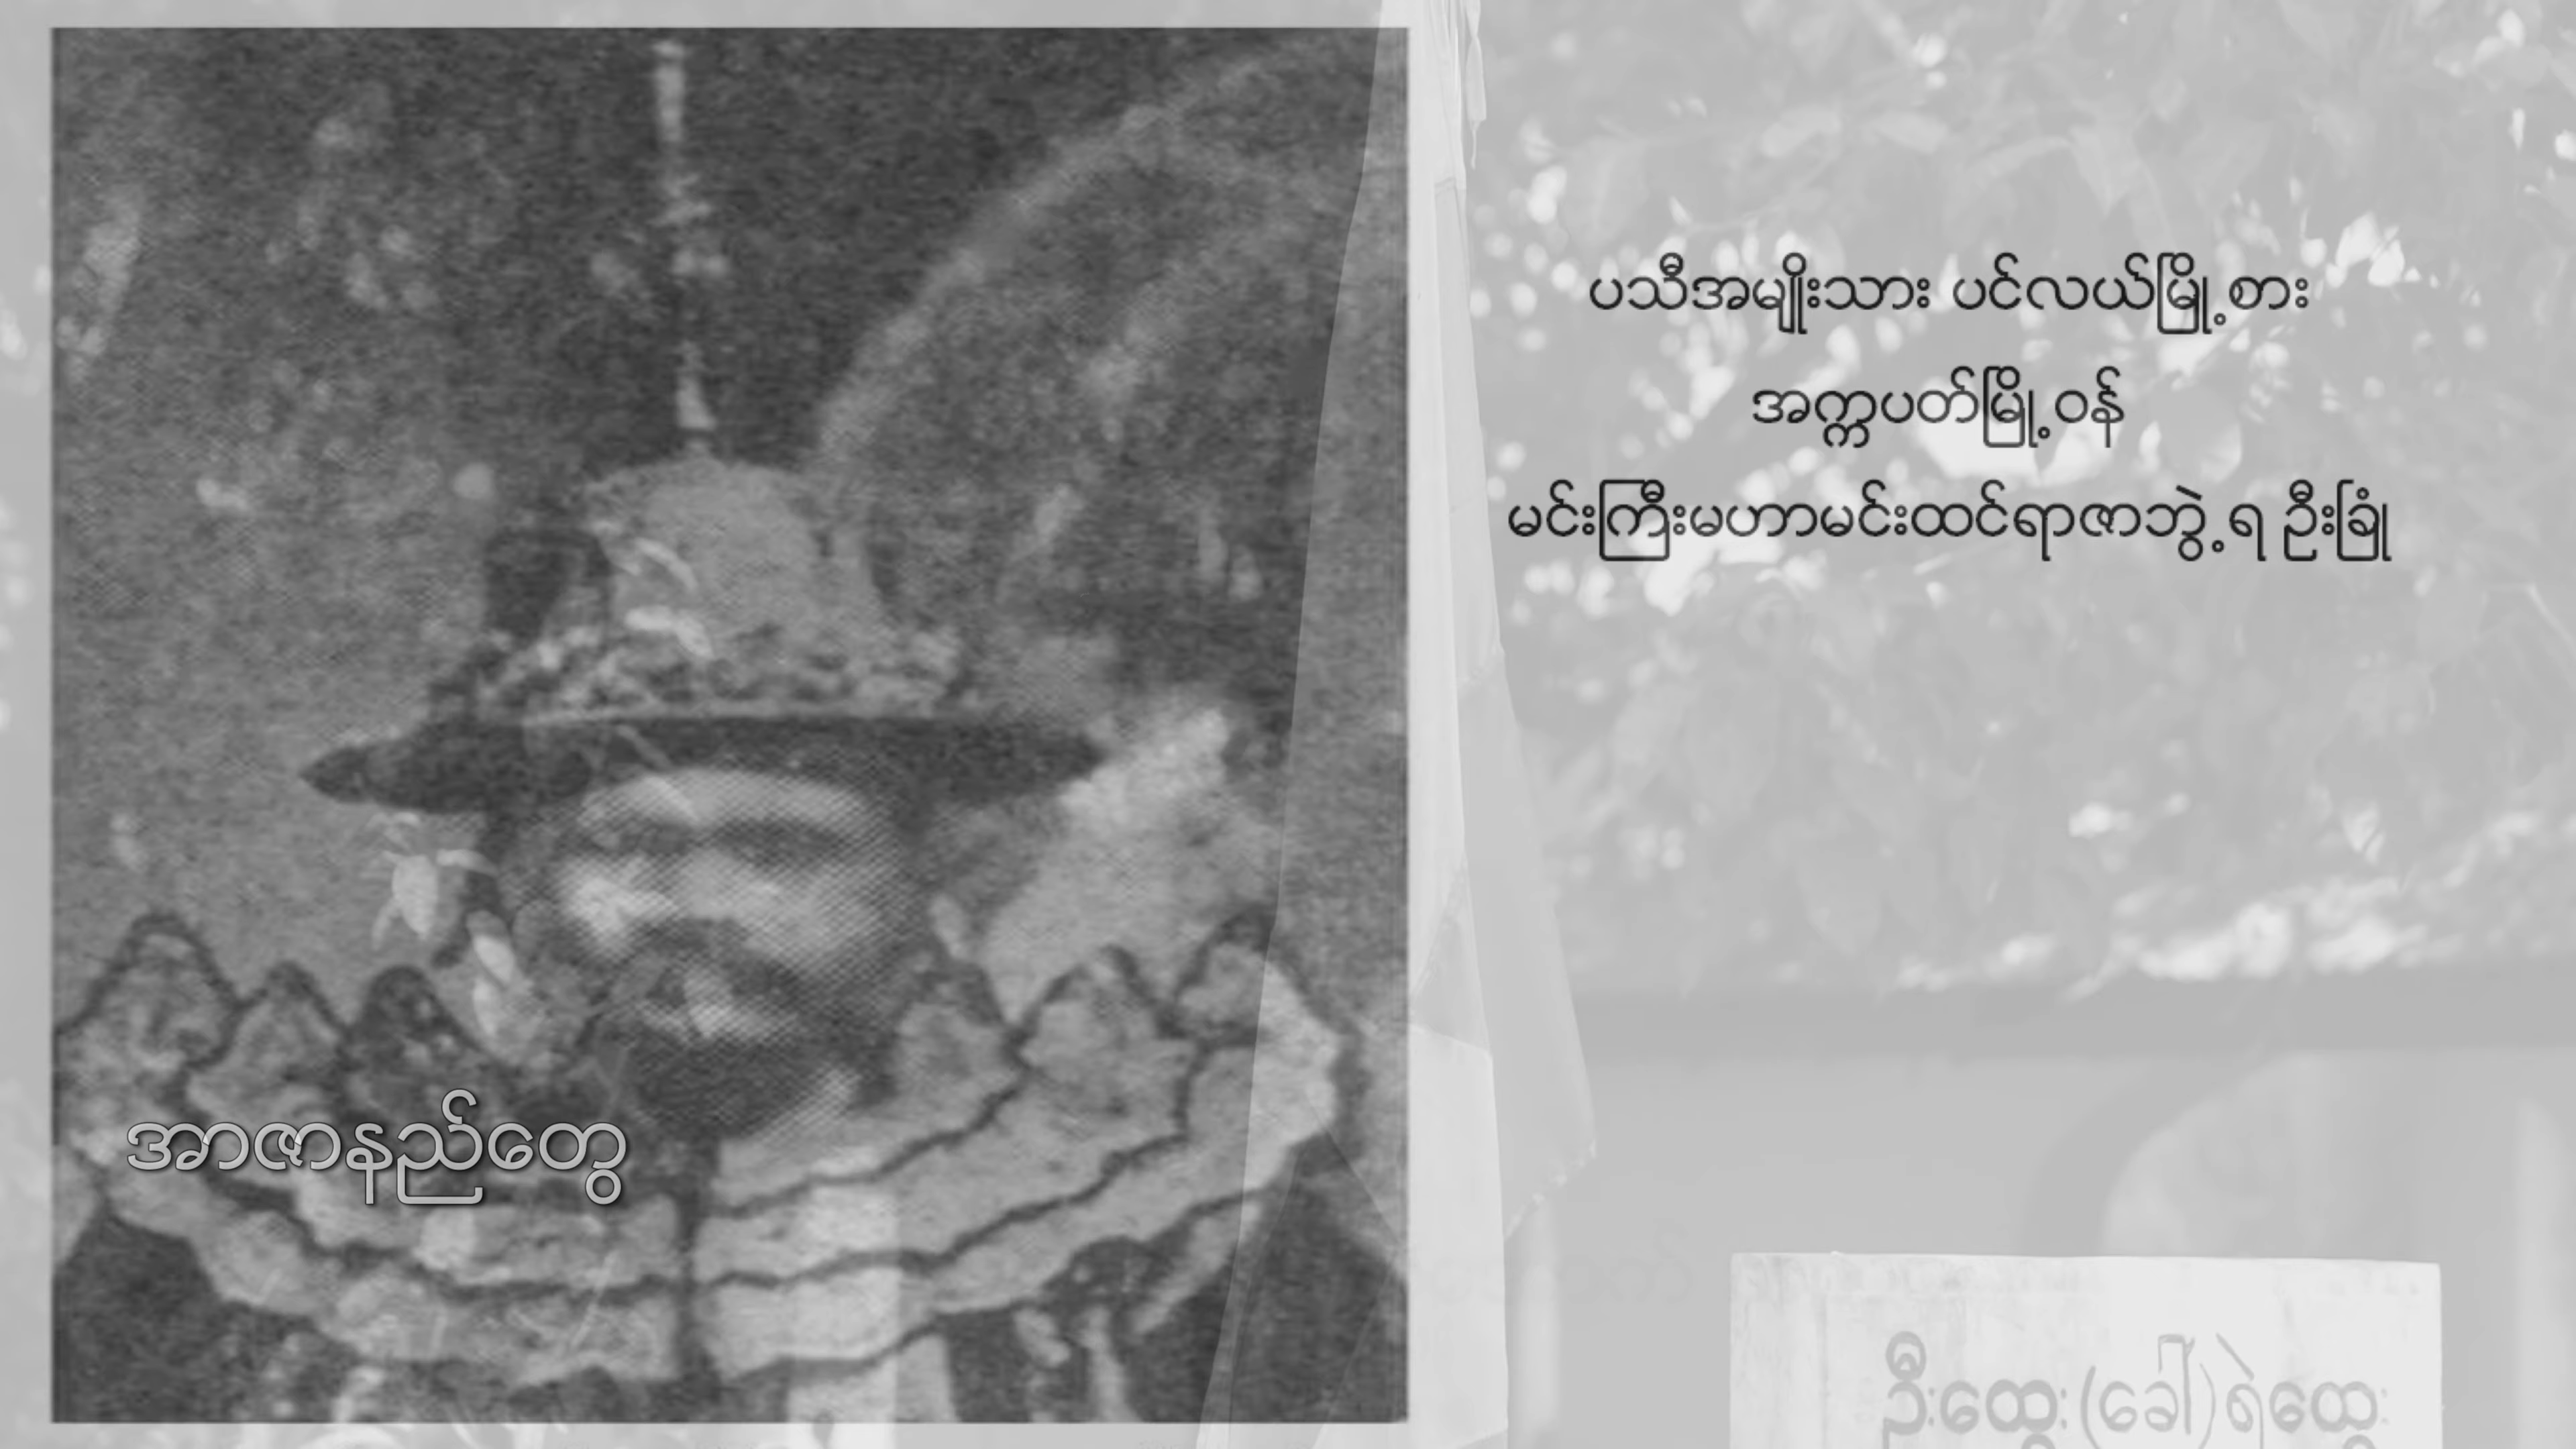 ပသီအမျိုးသား ပင်လယ်မြို့စား
အက္ကပတ်မြို့ဝန်
မင်းကြီးမဟာမင်းထင်ရာဇာဘွဲ့ရ ဦးခြုံ
အာဇာနည်တွေ
ဦးထွေး(ခေါ်)ရဲထွေး